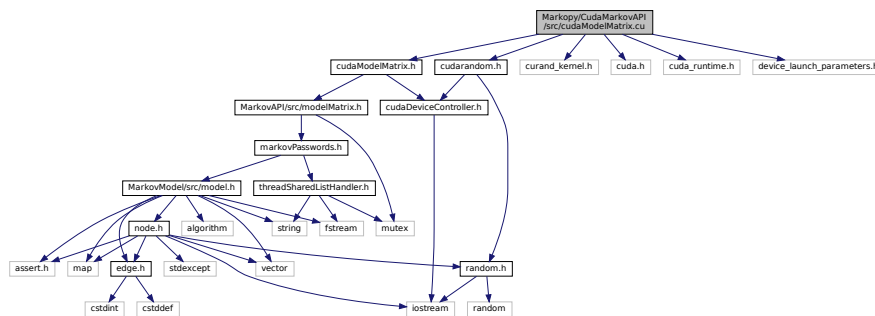 Markopy/CudaMarkovAPI
/src/cudaModelMatrix.cu
cudaModelMatrix.h
cudarandom.h
curand_kernel.h
cuda.h
cuda_runtime.h
device_launch_parameters.h
MarkovAPI/src/modelMatrix.h
cudaDeviceController.h
markovPasswords.h
MarkovModel/src/model.h
threadSharedListHandler.h
node.h
algorithm
string
fstream
mutex
assert.h
map
edge.h
stdexcept
vector
random.h
cstdint
cstddef
iostream
random